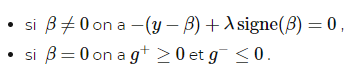 • si β ≠ 0 on a −(y − β) + λ signe(β) = 0 ,
• si β = 0 on a g⁺ ≥ 0 et g⁻ ≤ 0 .